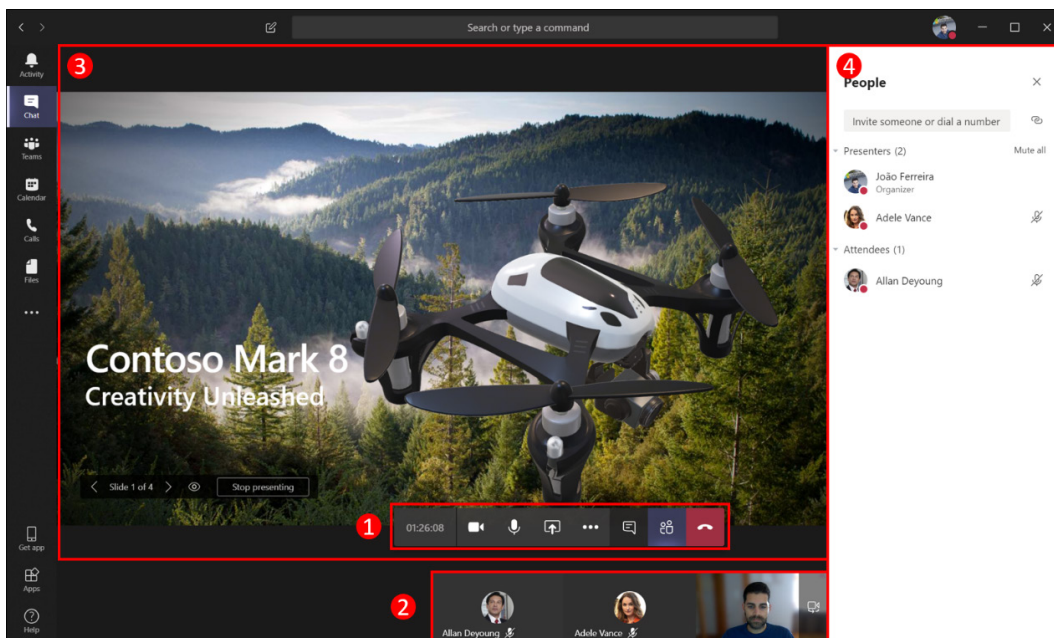 Search or type a command
Activity
Chat
Teams
Calendar
Calls
Files
Get app
Apps
Help
3
Contoso Mark 8
Creativity Unleashed
Slide 1 of 4
Stop presenting
1
01:26:08
2
Allan Deyoung
Adele Vance
4
People
Invite someone or dial a number
Presenters (2)
Mute all
João Ferreira
Organizer
Adele Vance
Attendees (1)
Allan Deyoung